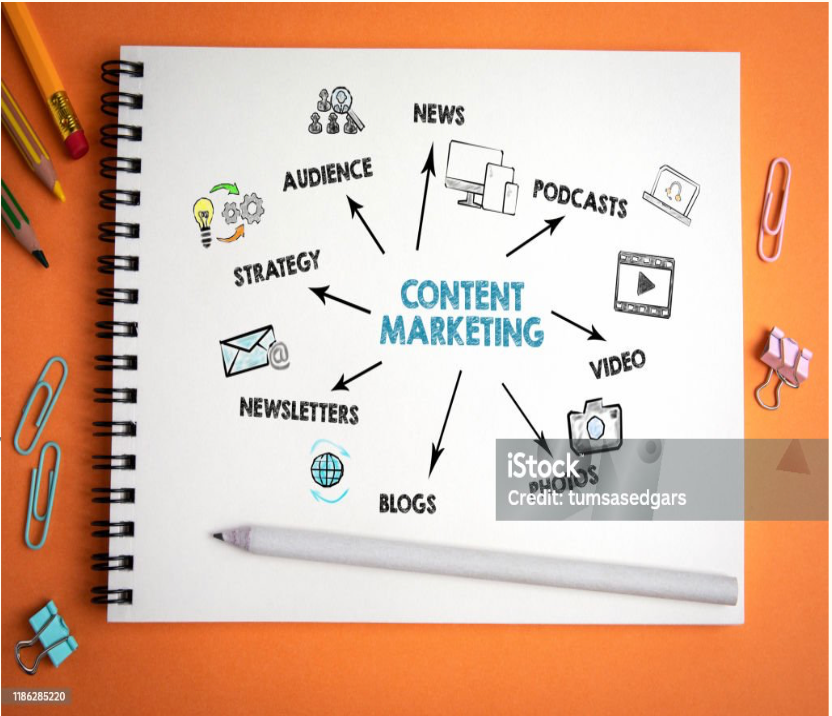 NEWS
AUDIENCE
PODCASTS
STRATEGY
CONTENT
MARKETING
VIDEO
NEWSLETTERS
PHOTOS
BLOGS
@
iStock
Credit: tumsasedgars
1186285220